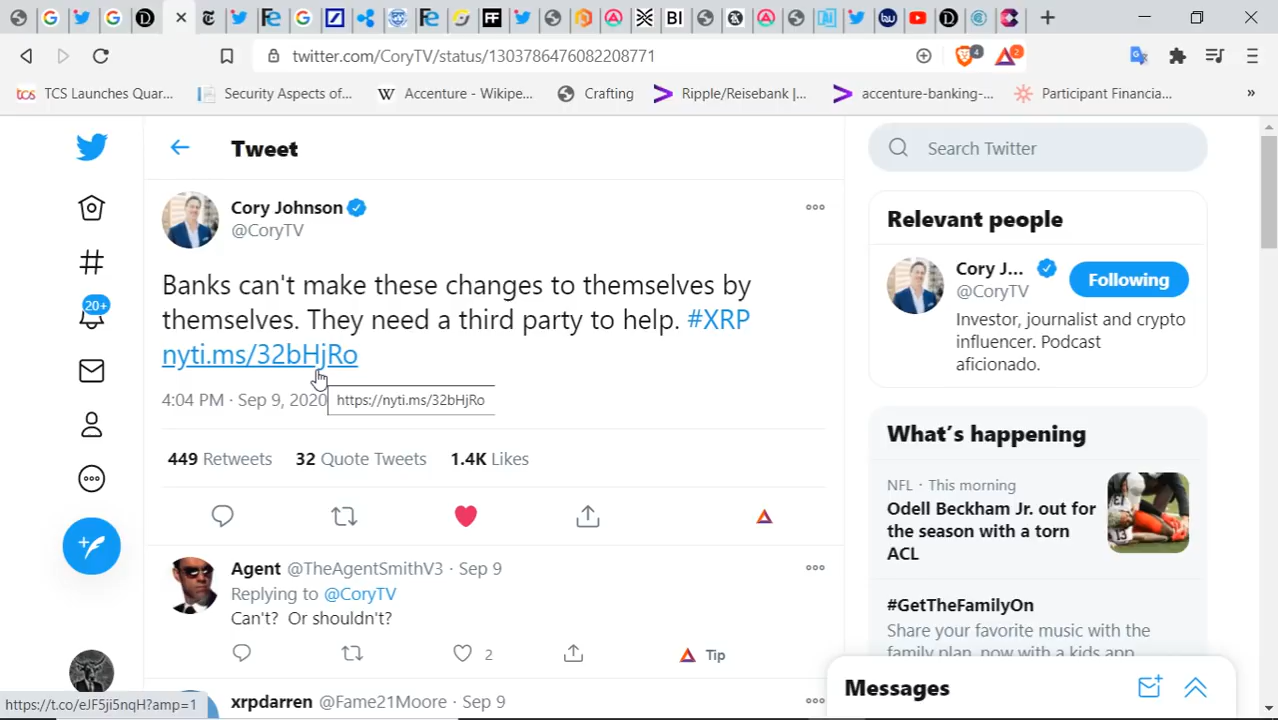 twitter.com/CoryTV/status/1303786476082208771
4
2
tcs TCS Launches Quar...
Security Aspects of...
W Accenture - Wikipe...
Crafting
Ripple/Reisebank |...
accenture-banking-...
Participant Financia...
»
Tweet
Search Twitter
Cory Johnson
@CoryTV
Banks can't make these changes to themselves by
themselves. They need a third party to help. #XRP
nyti.ms/32bHjRo
4:04 PM · Sep 9, 2020
https://nyti.ms/32bHjRo
449 Retweets 32 Quote Tweets 1.4K Likes
20+
Agent @TheAgentSmithV3 · Sep 9
Replying to @CoryTV
Can't? Or shouldn't?
2
Tip
xrpdarren @Fame21Moore · Sep 9
Relevant people
Cory J...
@CoryTV
Following
Investor, journalist and crypto
influencer. Podcast
aficionado.
What's happening
NFL · This morning
Odell Beckham Jr. out for
the season with a torn
ACL
#GetTheFamilyOn
Share your favorite music with the
family plan, now with a kids app
Messages
https://t.co/eJF5ji5nqH?amp=1